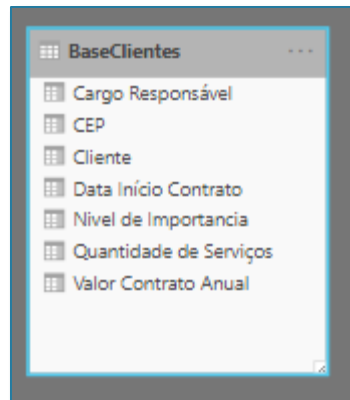 BaseClientes
Cargo Responsável
CEP
Cliente
Data Início Contrato
Nivel de Importancia
Quantidade de Serviços
Valor Contrato Anual